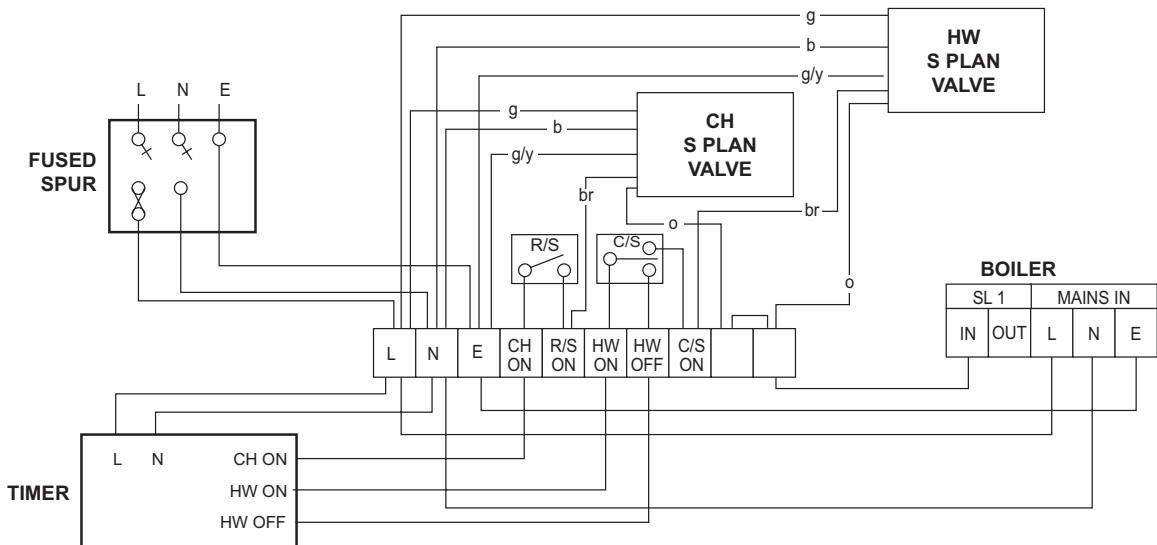 g
HW
S PLAN
VALVE
b
g/y
L N E
g
CH
S PLAN
VALVE
b
FUSED
SPUR
g/y
br
br
o
R/S
C/S
BOILER
o
SL 1 MAINS IN
IN OUT L N E
L N E CH ON R/S ON HW ON HW OFF C/S ON
L N CH ON
TIMER
HW ON
HW OFF